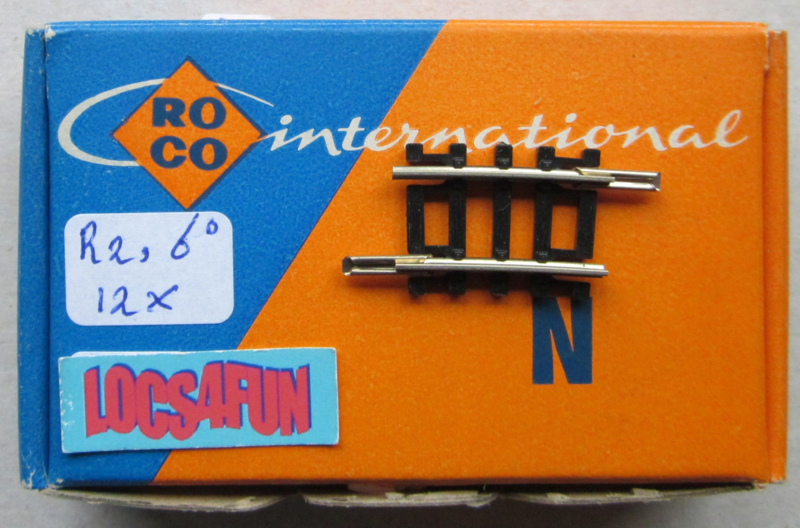 RO
CO
international
R2, 6°
12x
N
LOCS4FUN